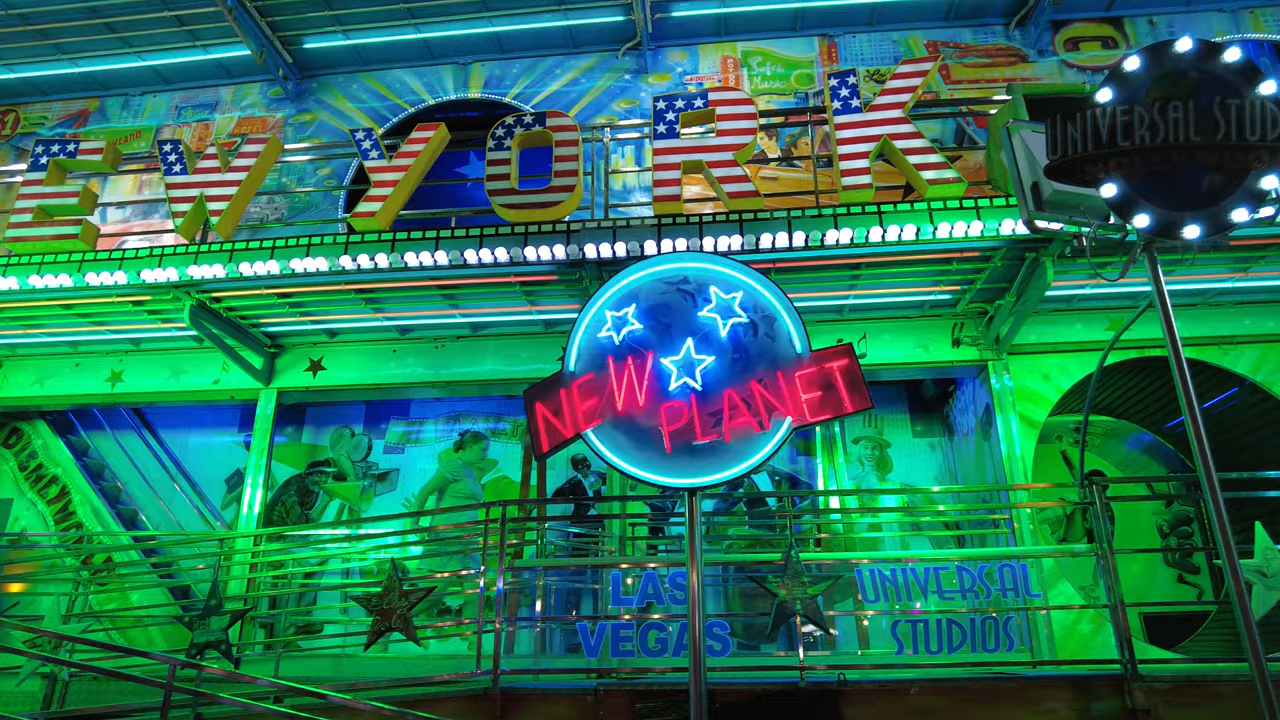 EW YORK
UNIVERSAL STUD
NEW
PLANET
LAS
VEGAS
UNIVERSAL
STUDIOS